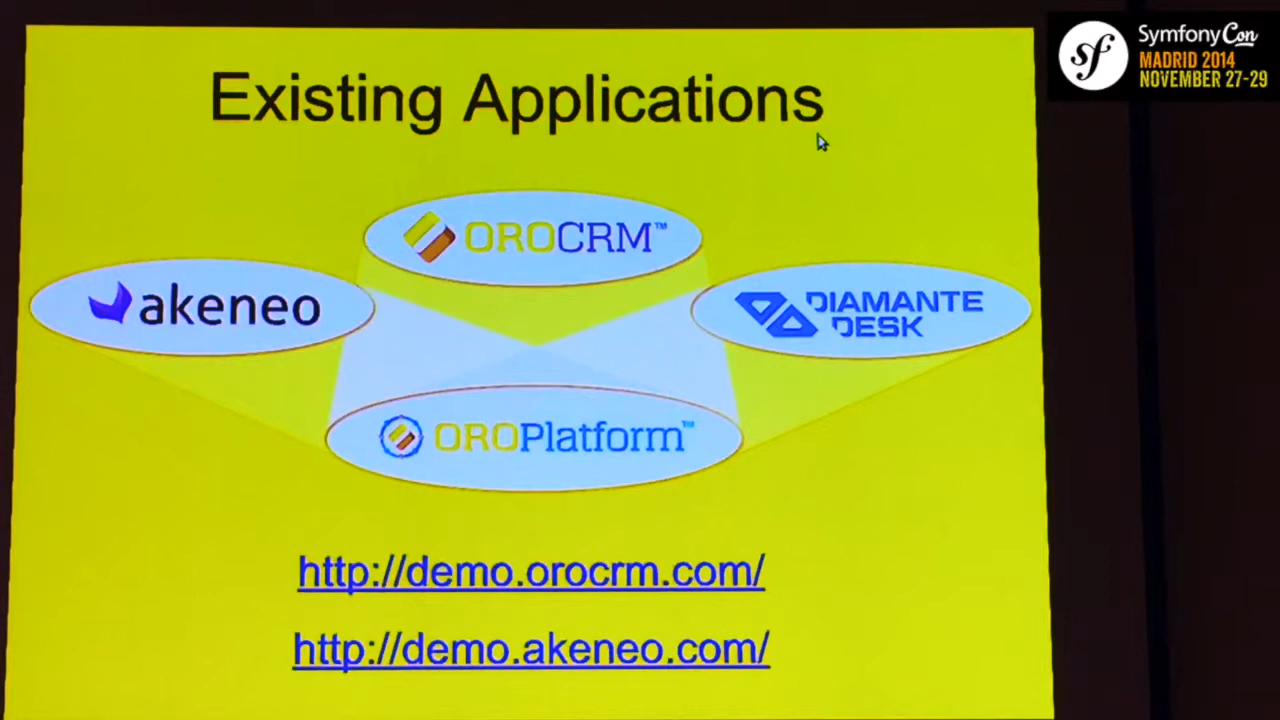 Existing Applications
OROCRM™
akeneo
DIAMANTE
DESK
OROPlatform™
http://demo.orocrm.com/
http://demo.akeneo.com/
sf
SymfonyCon
MADRID 2014
NOVEMBER 27-29